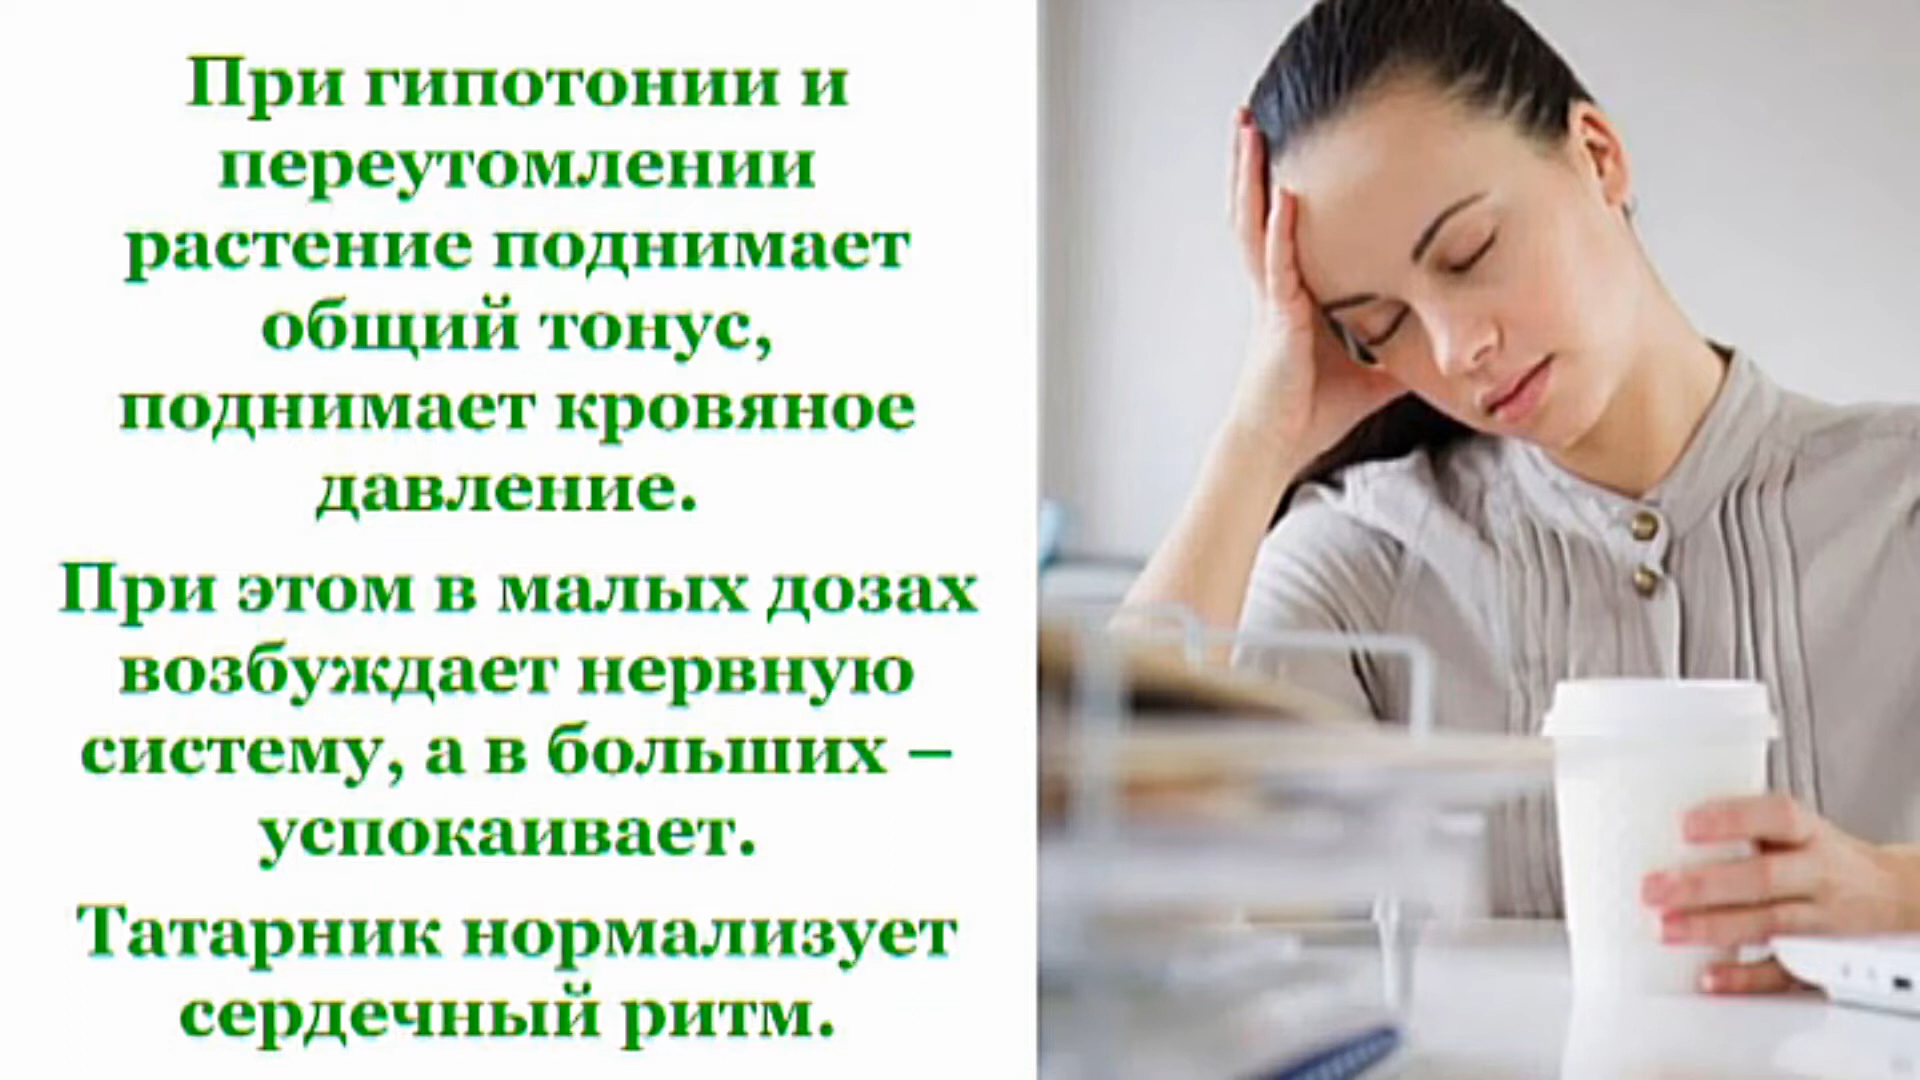 При гипотонии и
переутомлении
растение поднимает
общий тонус,
поднимает кровяное
давление.
При этом в малых дозах
возбуждает нервную
систему, а в больших –
успокаивает.
Татарник нормализует
сердечный ритм.